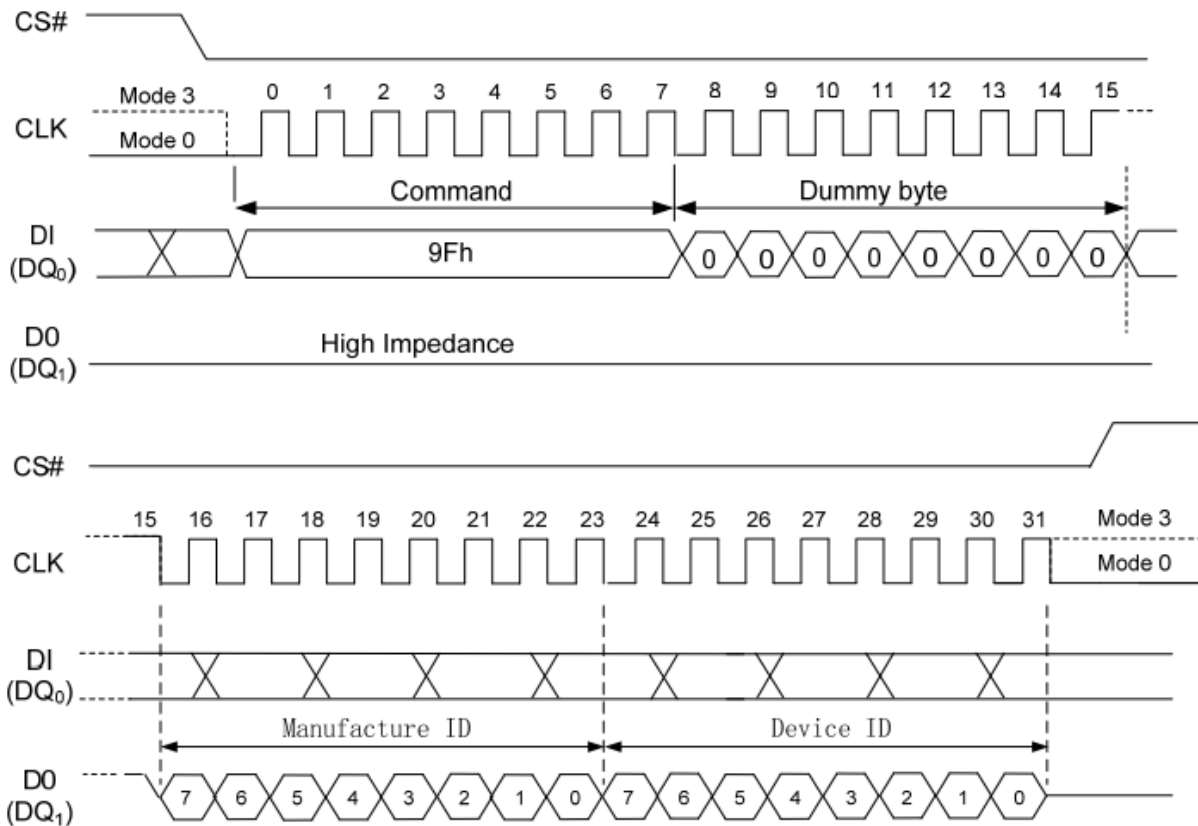 CS#
0 1 2 3 4 5 6 7 8 9 10 11 12 13 14 15
Mode 3
CLK
Mode 0
Command Dummy byte
DI
(DQ₀)
9Fh 0 0 0 0 0 0 0 0
D0
(DQ₁)
High Impedance
CS#
15 16 17 18 19 20 21 22 23 24 25 26 27 28 29 30 31 Mode 3
CLK
Mode 0
DI
(DQ₀)
Manufacture ID Device ID
D0
(DQ₁)
7 6 5 4 3 2 1 0 7 6 5 4 3 2 1 0